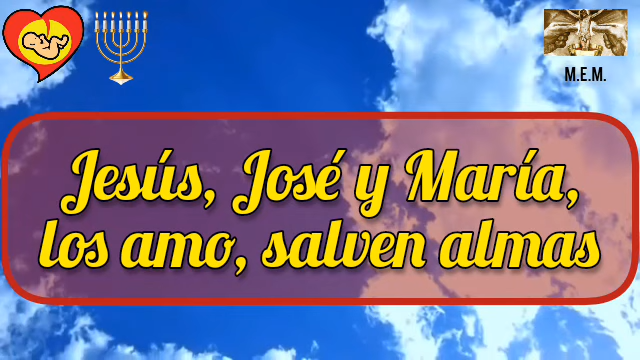 M.E.M.
Jesús, José y María,
los amo, salven almas